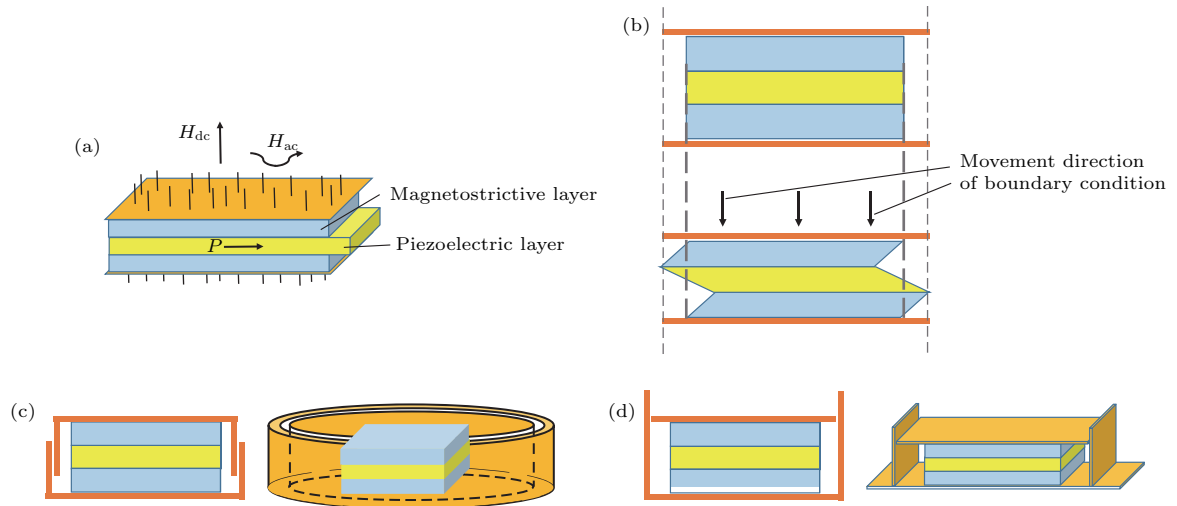 (a)
H_dc
H_ac
Magnetostrictive layer
P
Piezoelectric layer
(b)
Movement direction
of boundary condition
(c)
(d)